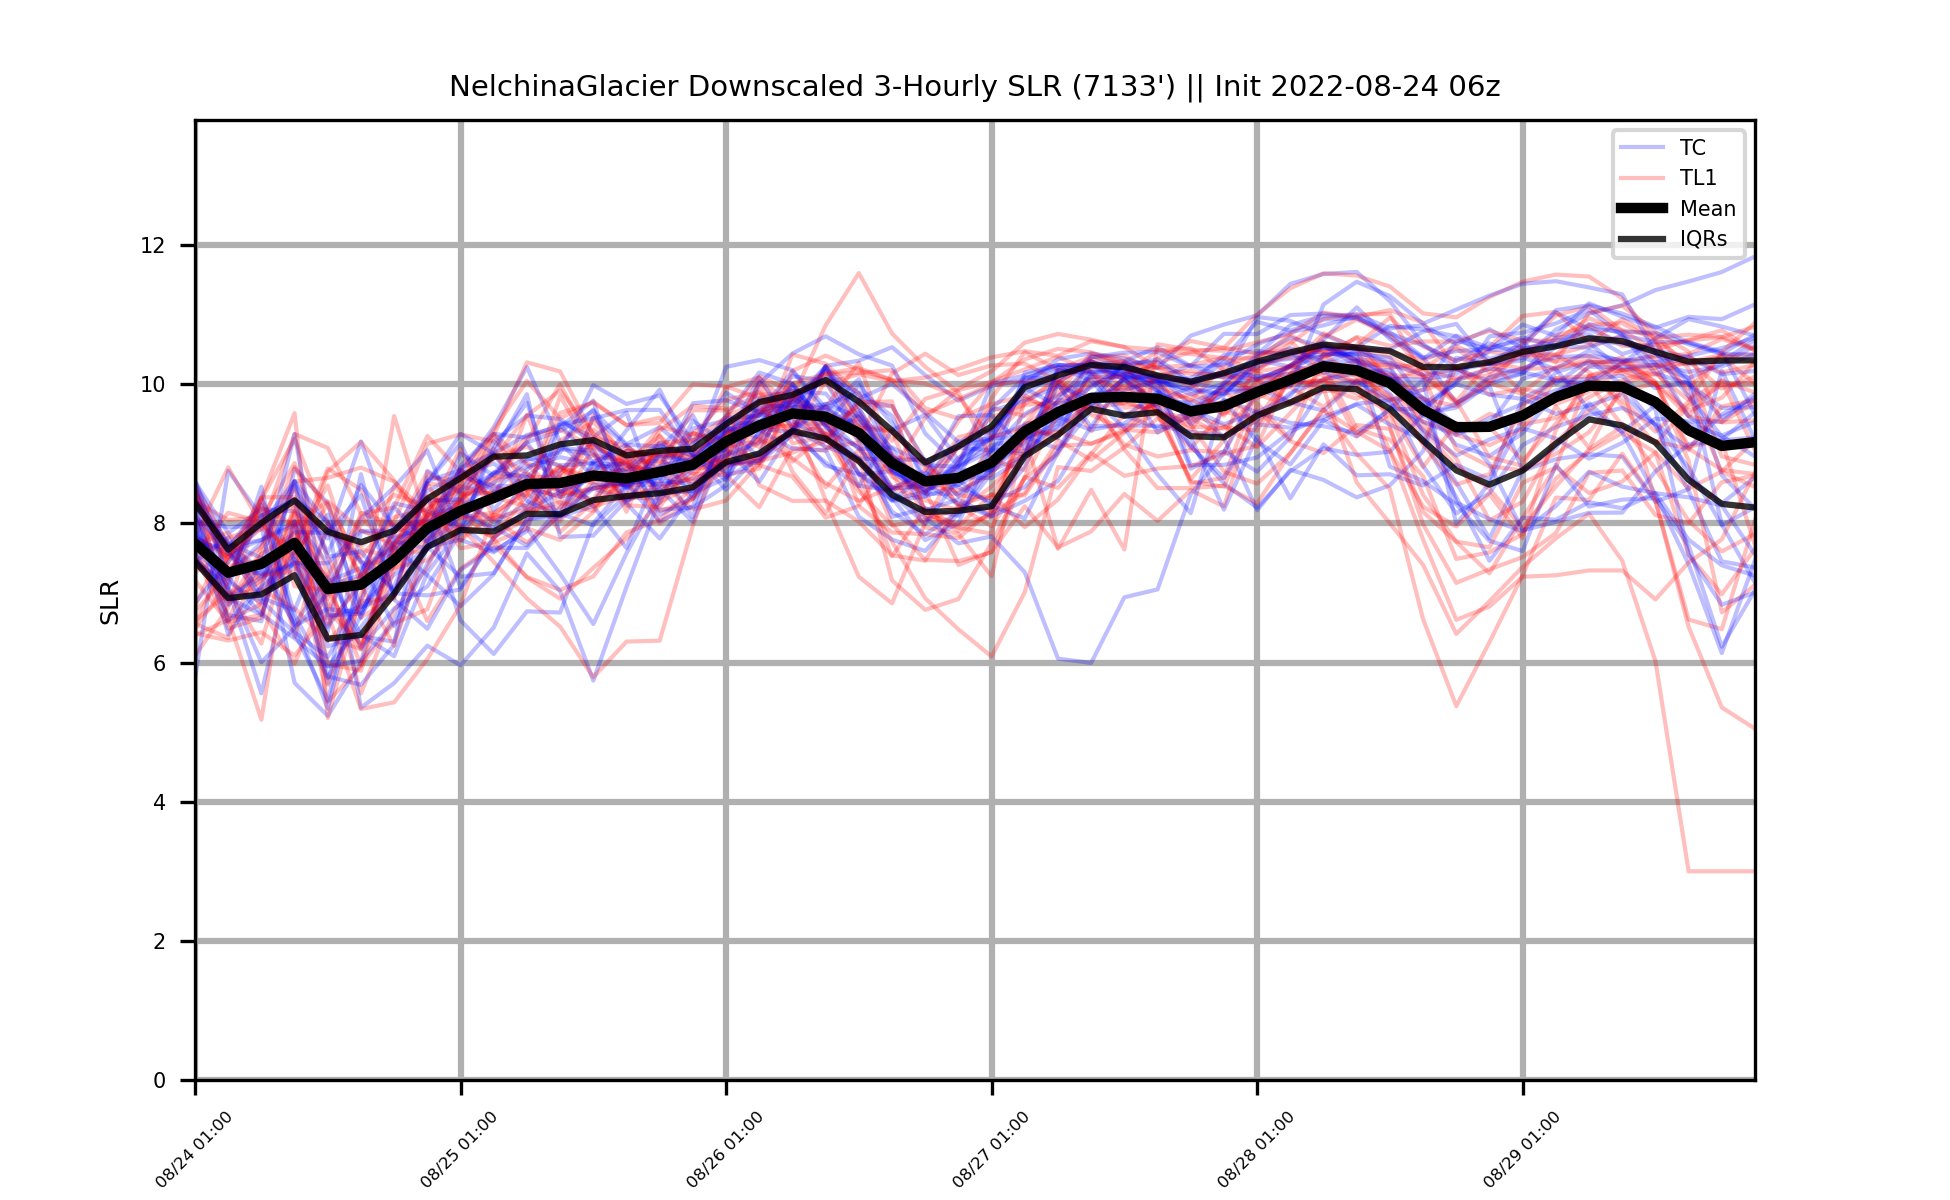 NelchinaGlacier Downscaled 3-Hourly SLR (7133') || Init 2022-08-24 06z
TC
TL1
Mean
IQRs
SLR
12
10
8
6
4
2
0
08/24 01:00
08/25 01:00
08/26 01:00
08/27 01:00
08/28 01:00
08/29 01:00